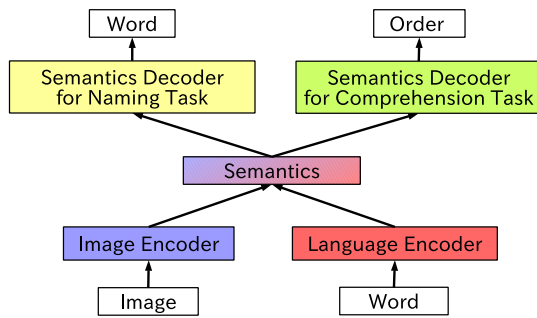 Word
Order
Semantics Decoder
for Naming Task
Semantics Decoder
for Comprehension Task
Semantics
Image Encoder
Language Encoder
Image
Word